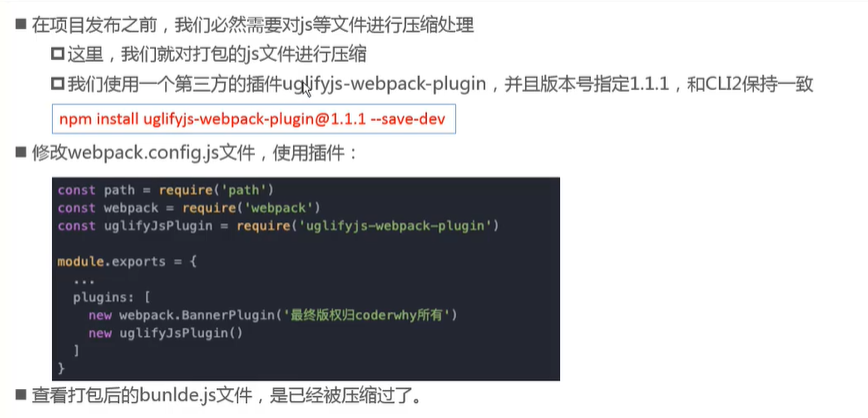 在项目发布之前，我们必然需要对js等文件进行压缩处理
这里，我们就对打包的js文件进行压缩
我们使用一个第三方的插件uglifyjs-webpack-plugin，并且版本号指定1.1.1，和CLI2保持一致
npm install uglifyjs-webpack-plugin@1.1.1 --save-dev
修改webpack.config.js文件，使用插件：
const path = require('path')
const webpack = require('webpack')
const uglifyJsPlugin = require('uglifyjs-webpack-plugin')
module.exports = {
...
plugins: [
new webpack.BannerPlugin('最终版权归coderwhy所有')
new uglifyJsPlugin()
]
}
查看打包后的bunlde.js文件，是已经被压缩过了。